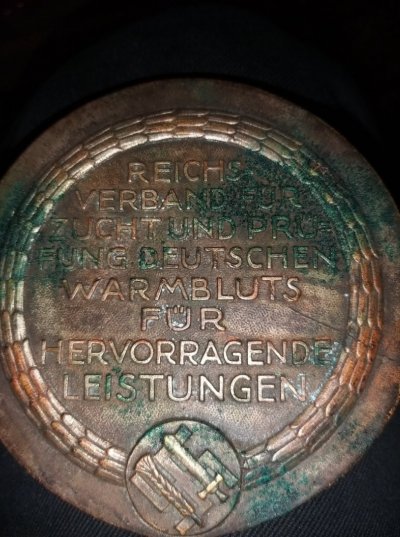 REICHS-
VERBAND FÜR
ZUCHT UND PRÜ-
FUNG DEUTSCHEN
WARMBLUTS
FÜR
HERVORRAGENDE
LEISTUNGEN